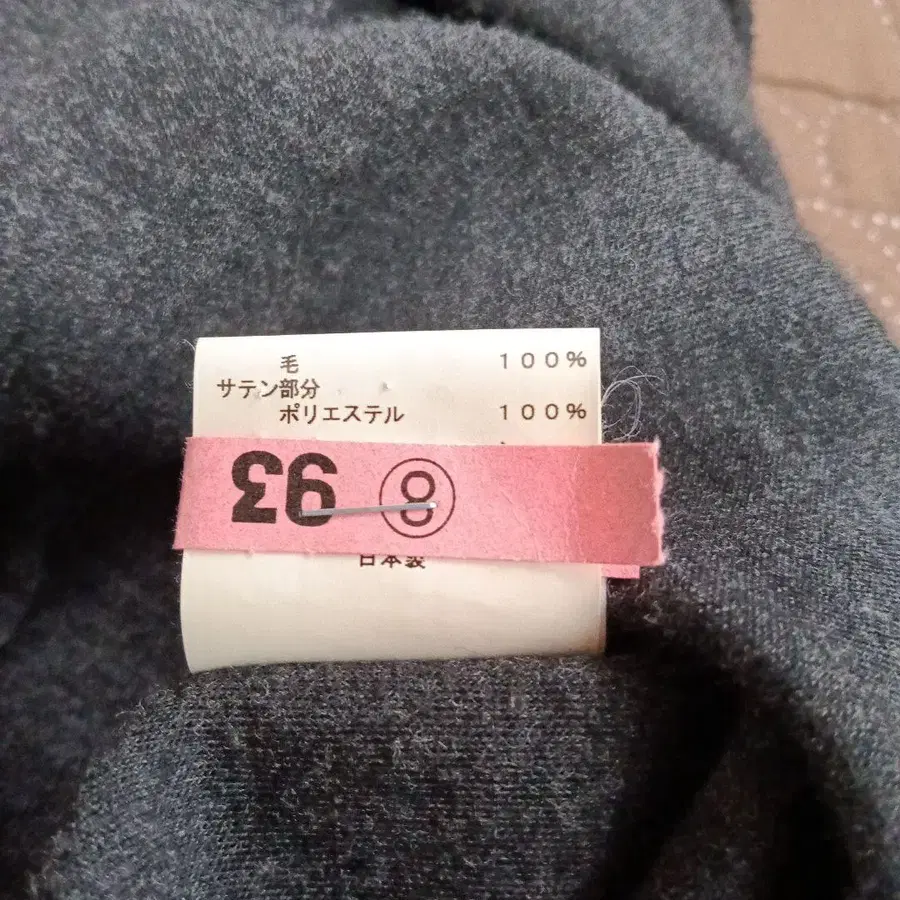 毛 100%
サテン部分
ポリエステル 100%
⑧ 93
日本製